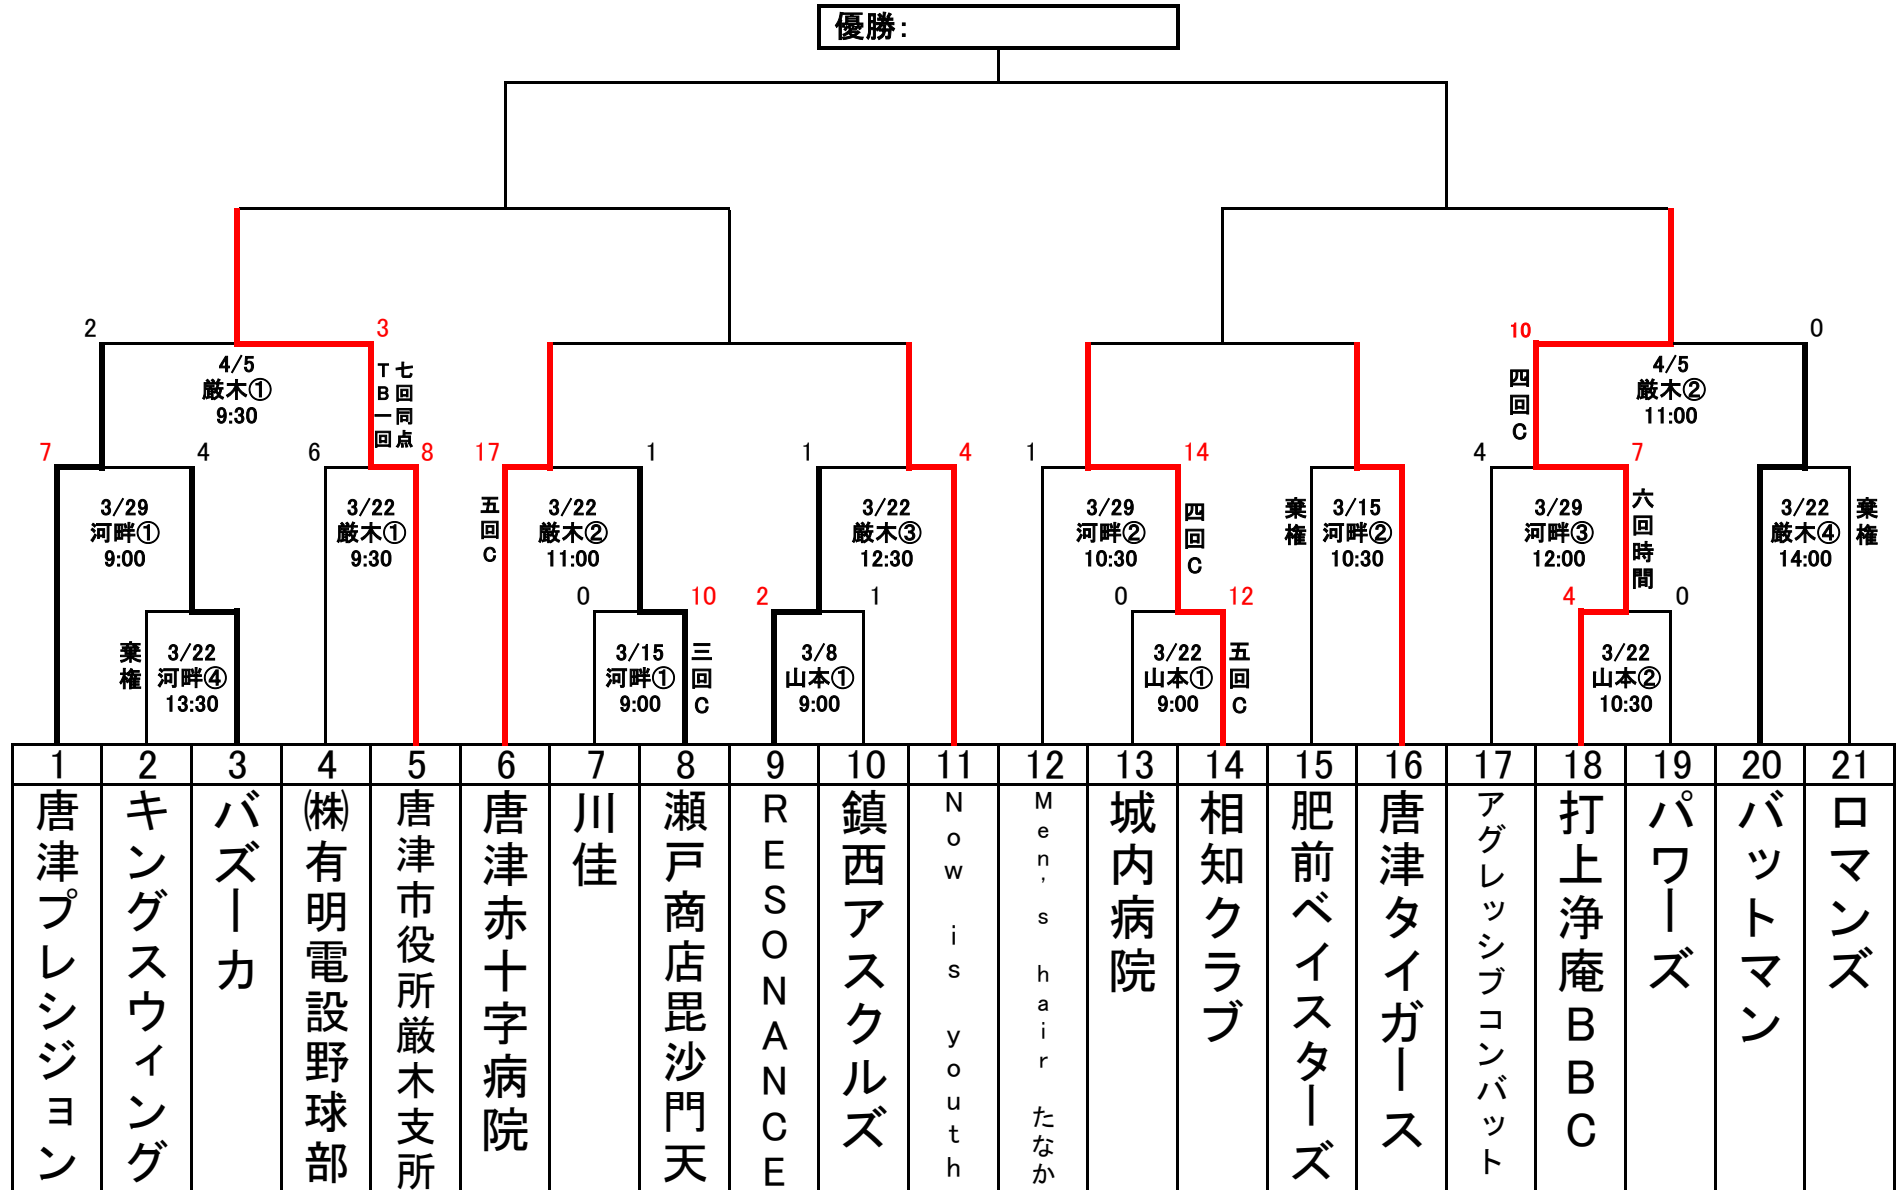 優勝：
2
3
10
0
4/5
厳木①
9:30
七回同点
TB一回
四回C
4/5
厳木②
11:00
7
4
6
8
17
1
1
4
1
14
4
7
3/29
河畔①
9:00
3/22
厳木①
9:30
五回C
3/22
厳木②
11:00
3/22
厳木③
12:30
3/29
河畔②
10:30
四回C
棄権
3/15
河畔②
10:30
3/29
河畔③
12:00
六回時間
3/22
厳木④
14:00
棄権
0
10
2
1
0
12
4
0
棄権
3/22
河畔④
13:30
3/15
河畔①
9:00
三回C
3/8
山本①
9:00
3/22
山本①
9:00
五回C
3/22
山本②
10:30
1 2 3 4 5 6 7 8 9 10 11 12 13 14 15 16 17 18 19 20 21
唐津プレシジョン
キングスウィング
バズーカ
㈱有明電設野球部
唐津市役所厳木支所
唐津赤十字病院
川佳
瀬戸商店毘沙門天
RESONANCE
鎮西アスクルズ
Now is youth
Men's hair たなか
城内病院
相知クラブ
肥前ベイスターズ
唐津タイガース
アグレッシブコンバット
打上浄庵BBC
パワーズ
バットマン
ロマンズ